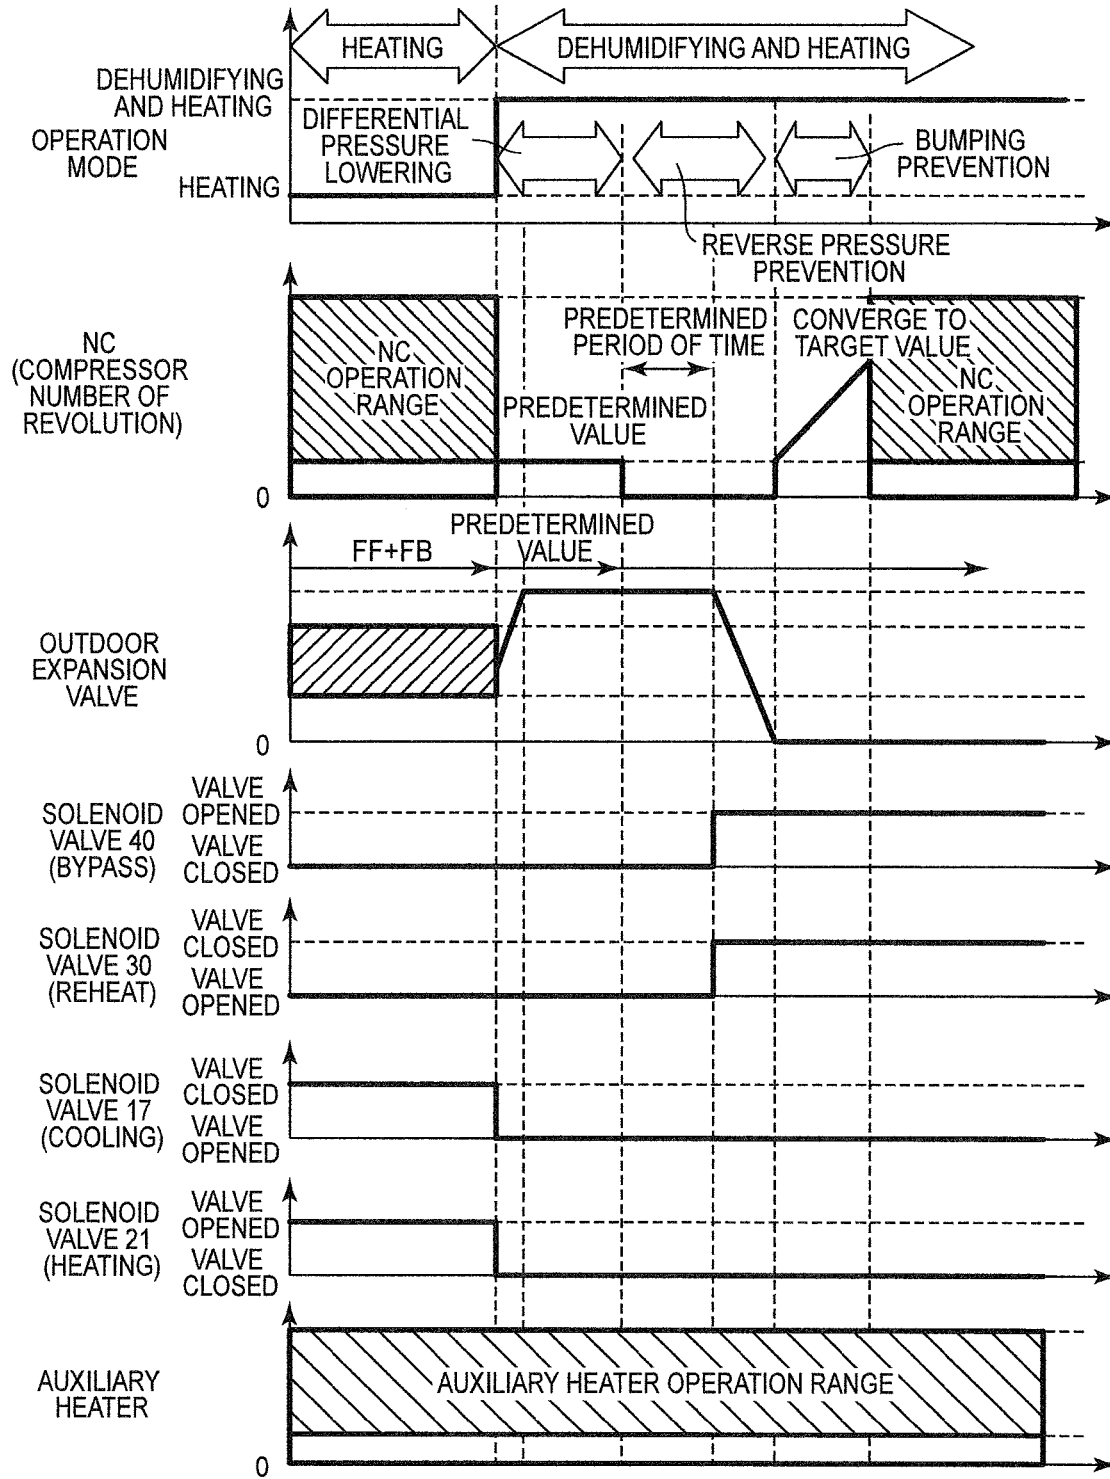 HEATING
DEHUMIDIFYING AND HEATING
DEHUMIDIFYING
AND HEATING
OPERATION
MODE
HEATING
DIFFERENTIAL
PRESSURE
LOWERING
BUMPING
PREVENTION
REVERSE PRESSURE
PREVENTION
NC
(COMPRESSOR
NUMBER OF
REVOLUTION)
0
NC
OPERATION
RANGE
PREDETERMINED
PERIOD OF TIME
PREDETERMINED
VALUE
CONVERGE TO
TARGET VALUE
NC
OPERATION
RANGE
OUTDOOR
EXPANSION
VALVE
0
FF+FB
PREDETERMINED
VALUE
SOLENOID
VALVE 40
(BYPASS)
VALVE
OPENED
VALVE
CLOSED
SOLENOID
VALVE 30
(REHEAT)
VALVE
CLOSED
VALVE
OPENED
SOLENOID
VALVE 17
(COOLING)
VALVE
CLOSED
VALVE
OPENED
SOLENOID
VALVE 21
(HEATING)
VALVE
OPENED
VALVE
CLOSED
AUXILIARY
HEATER
0
AUXILIARY HEATER OPERATION RANGE